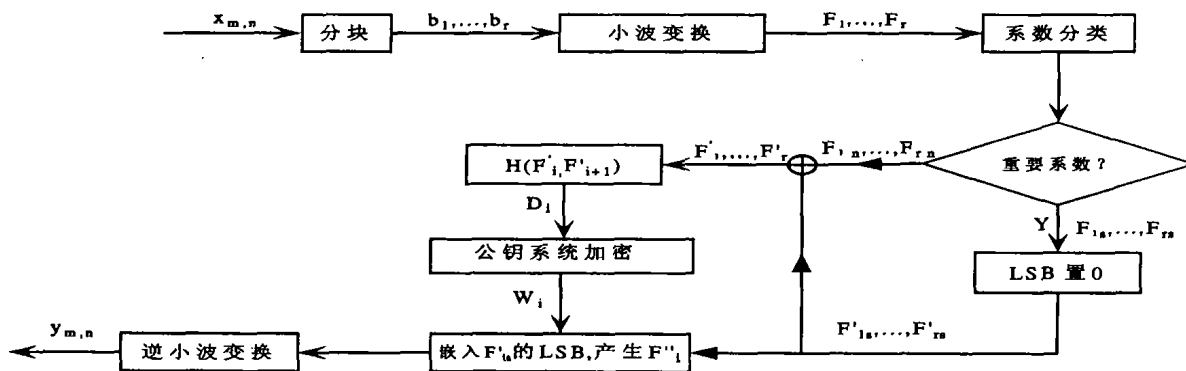 x_{m,n}
分块
b_1,...,b_r
小波变换
F_1,...,F_r
系数分类
H(F'_i,F'_{i+1})
F'_1,...,F'_r
F_{1n},...,F_{rn}
重要系数?
D_i
公钥系统加密
Y
F_{1s},...,F_{rs}
LSB 置0
W_i
y_{m,n}
逆小波变换
嵌入F'_{is}的LSB,产生F''_i
F'_{1s},...,F'_{rs}